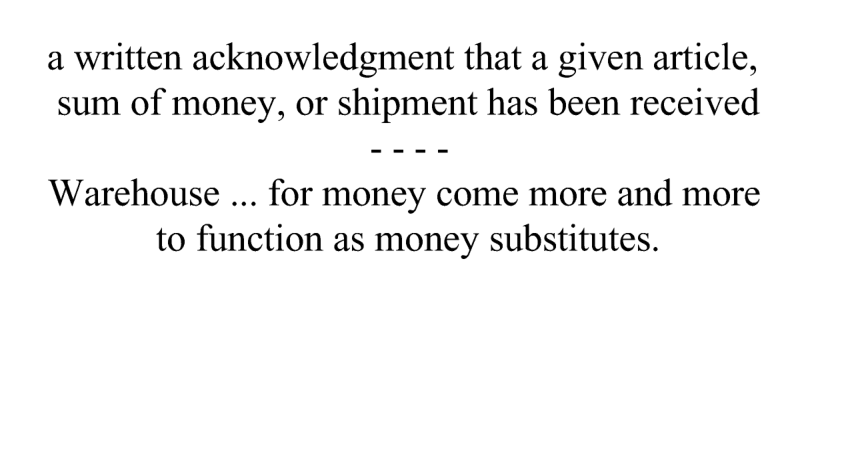 a written acknowledgment that a given article,
sum of money, or shipment has been received
- - - -
Warehouse ... for money come more and more
to function as money substitutes.